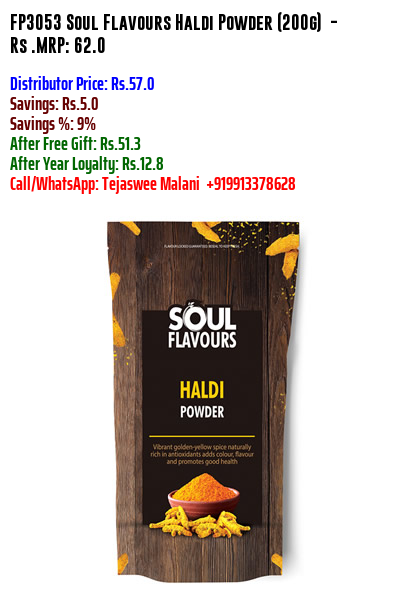 FP3053 Soul Flavours Haldi Powder (200g) -
Rs .MRP: 62.0
Distributor Price: Rs.57.0
Savings: Rs.5.0
Savings %: 9%
After Free Gift: Rs.51.3
After Year Loyalty: Rs.12.8
Call/WhatsApp: Tejaswee Malani +919913378628
SOUL
FLAVOURS
HALDI
POWDER
Vibrant golden-yellow spice naturally
rich in antioxidants adds colour, flavour
and promotes good health